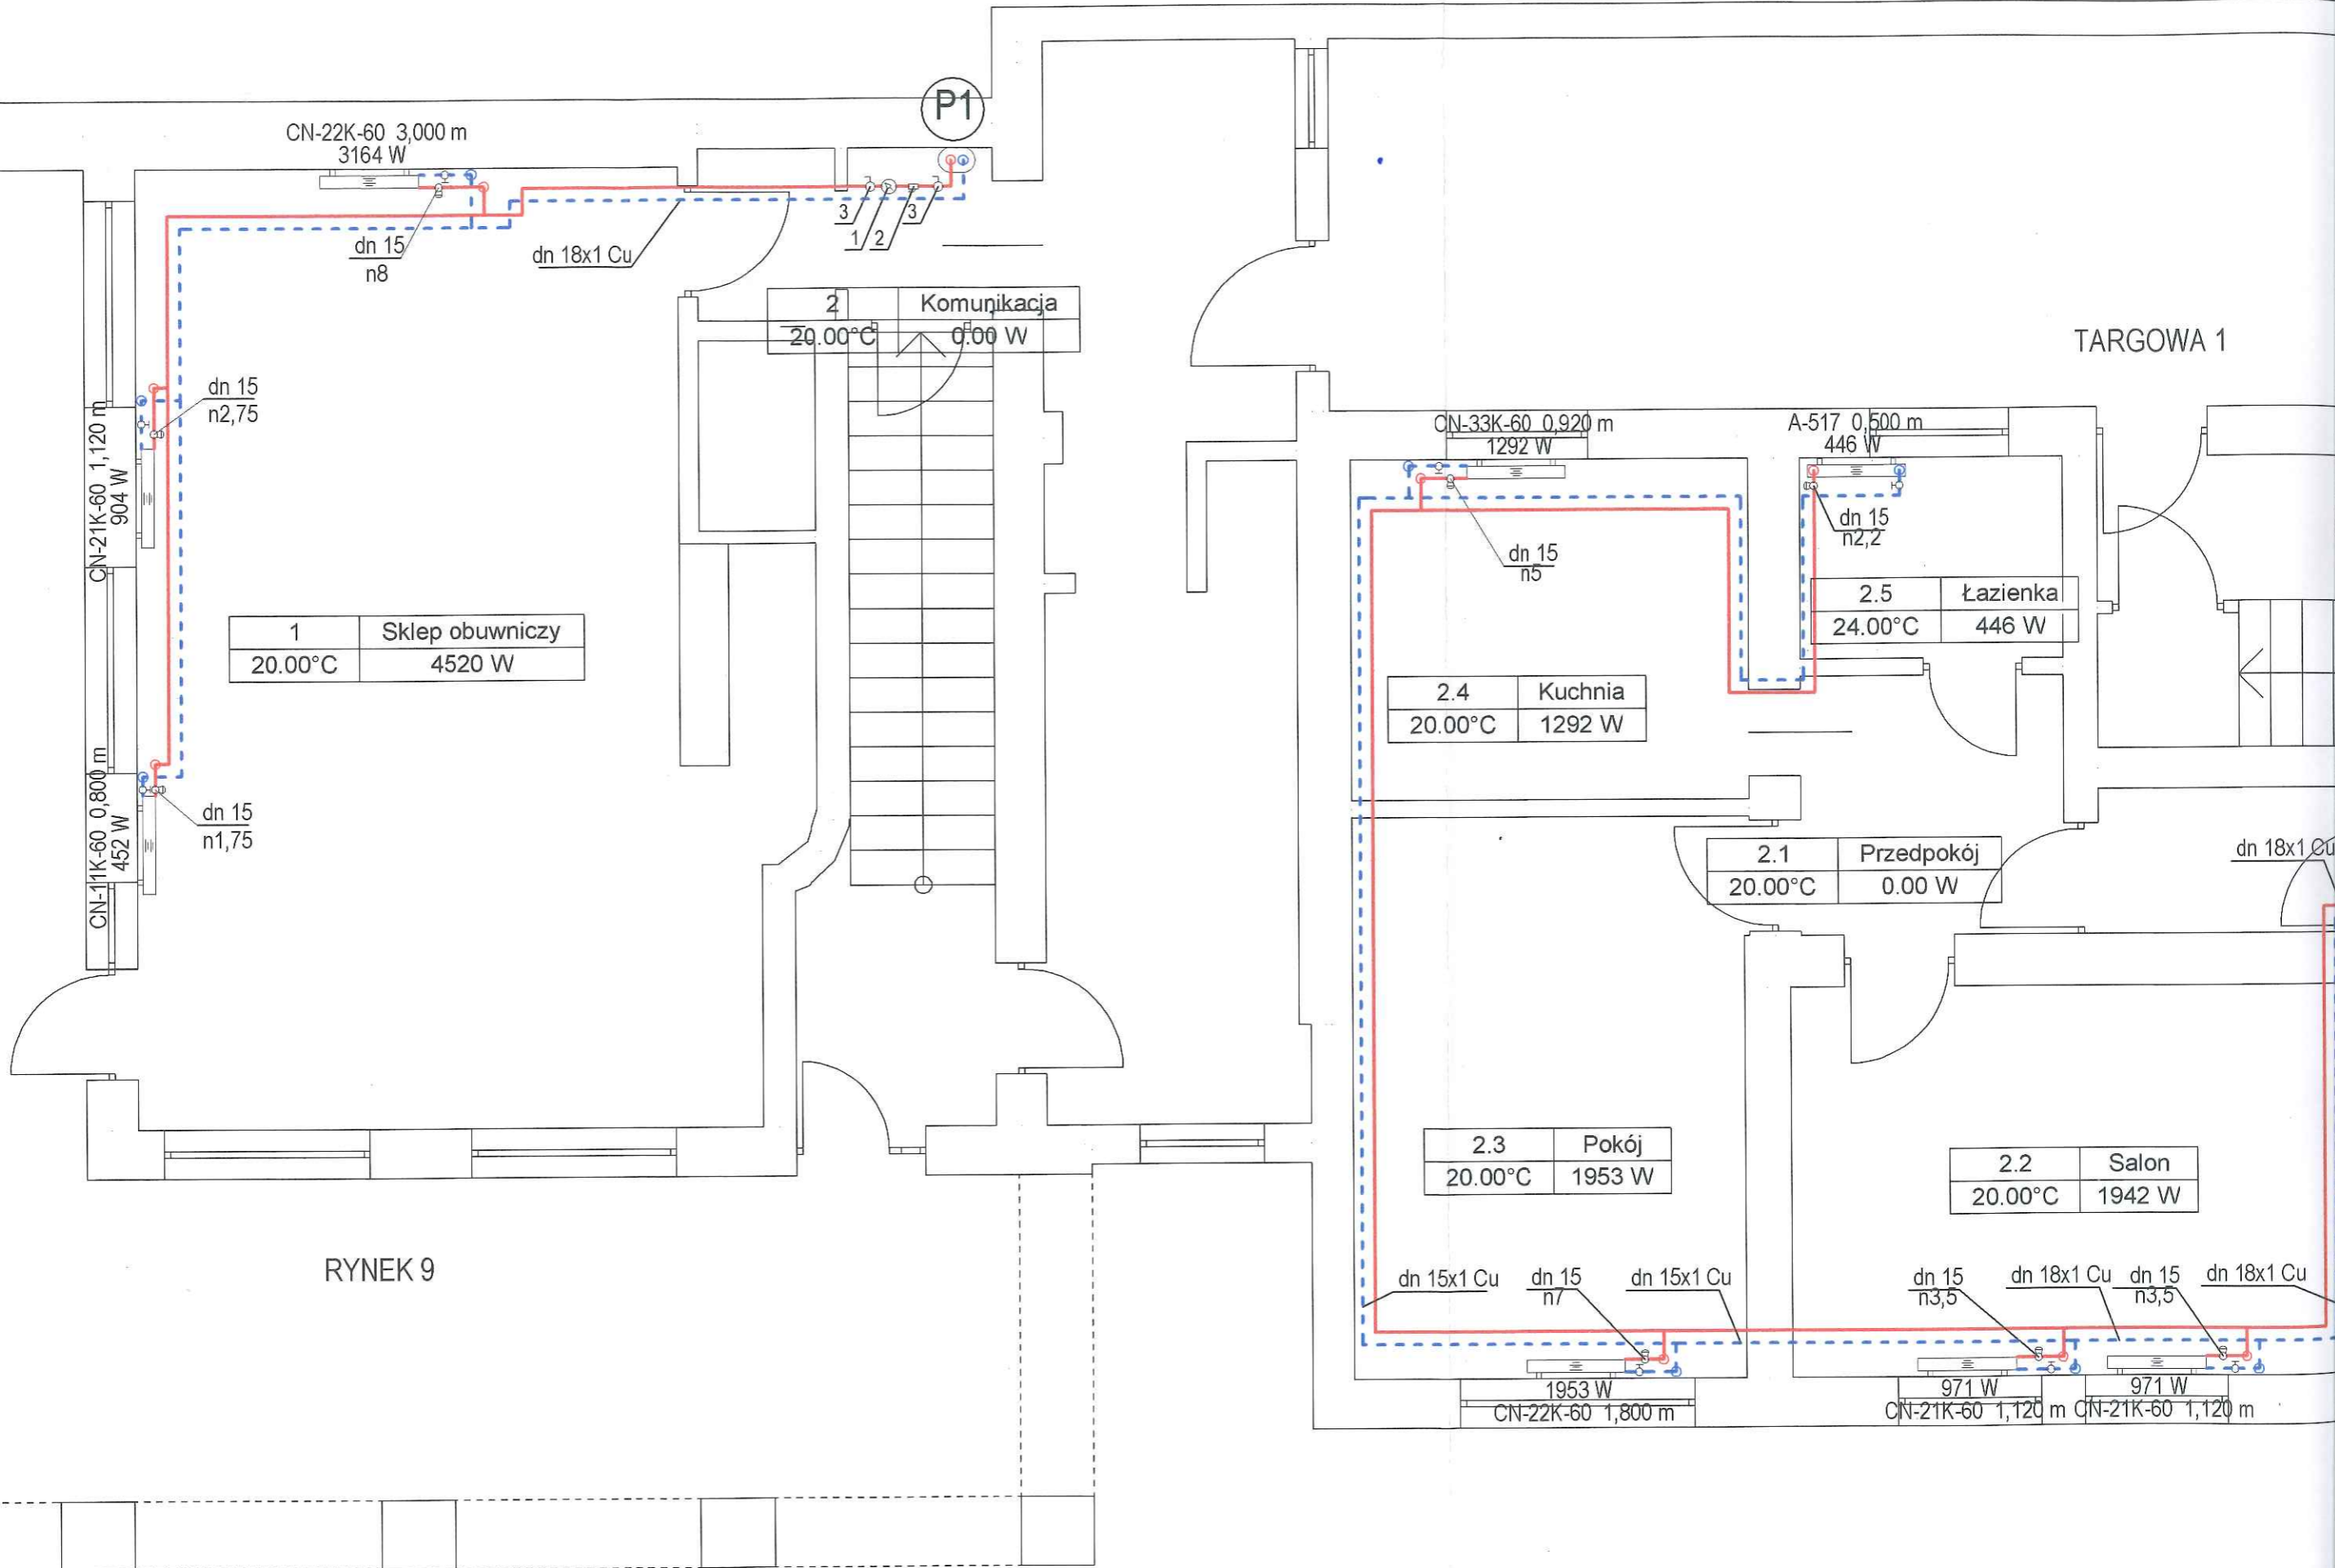 P1
CN-22K-60 3,000 m
3164 W
dn 15
n8
dn 18x1 Cu
3
1
2
3
2 Komunikacja
20.00°C 0.00 W
dn 15
n2,75
CN-21K-60 1,120 m
904 W
1 Sklep obuwniczy
20.00°C 4520 W
CN-11K-60 0,800 m
452 W
dn 15
n1,75
RYNEK 9
TARGOWA 1
CN-33K-60 0,920 m
1292 W
A-517 0,500 m
446 W
dn 15
n5
dn 15
n2,2
2.5 Łazienka
24.00°C 446 W
2.4 Kuchnia
20.00°C 1292 W
2.1 Przedpokój
20.00°C 0.00 W
dn 18x1 Cu
2.3 Pokój
20.00°C 1953 W
2.2 Salon
20.00°C 1942 W
dn 15x1 Cu
dn 15
n7
dn 15x1 Cu
dn 15
n3,5
dn 18x1 Cu
dn 15
n3,5
dn 18x1 Cu
1953 W
CN-22K-60 1,800 m
971 W
CN-21K-60 1,120 m
971 W
CN-21K-60 1,120 m